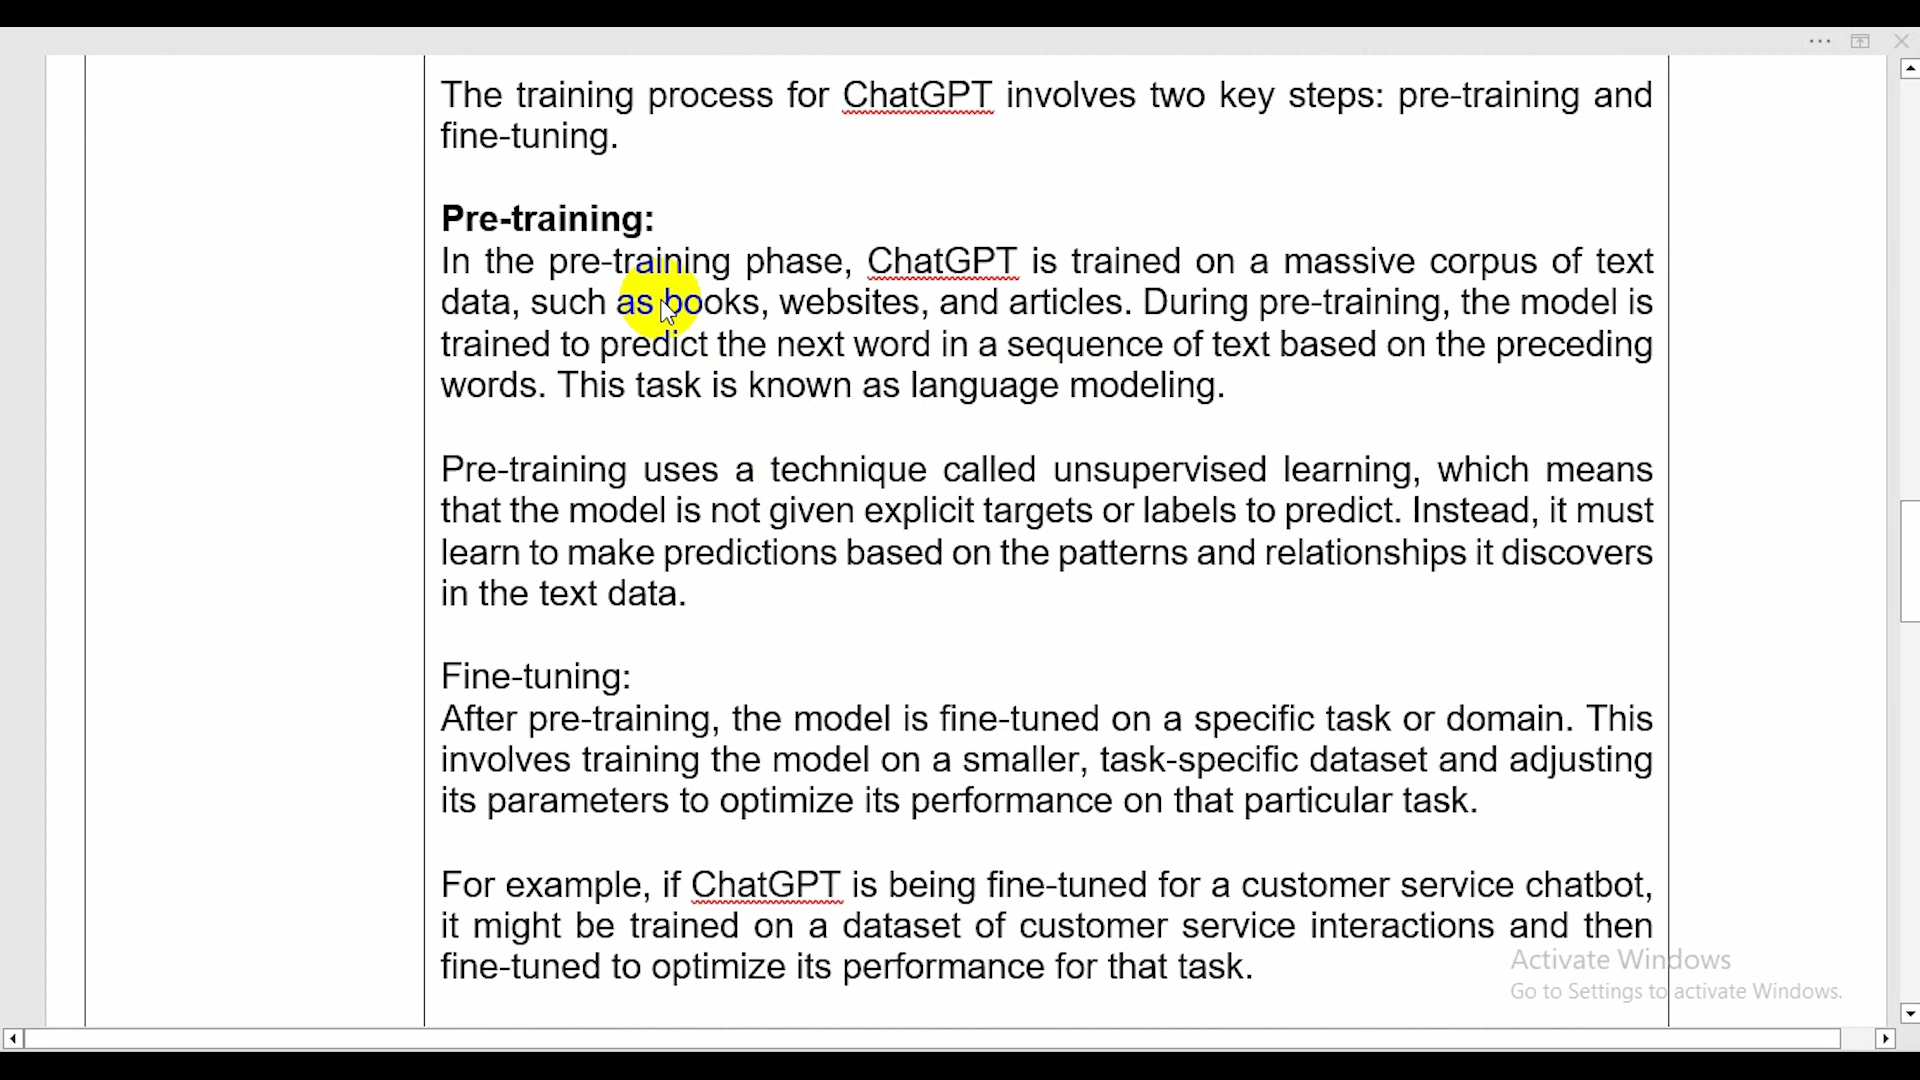 The training process for ChatGPT involves two key steps: pre-training and
fine-tuning.
Pre-training:
In the pre-training phase, ChatGPT is trained on a massive corpus of text
data, such as books, websites, and articles. During pre-training, the model is
trained to predict the next word in a sequence of text based on the preceding
words. This task is known as language modeling.
Pre-training uses a technique called unsupervised learning, which means
that the model is not given explicit targets or labels to predict. Instead, it must
learn to make predictions based on the patterns and relationships it discovers
in the text data.
Fine-tuning:
After pre-training, the model is fine-tuned on a specific task or domain. This
involves training the model on a smaller, task-specific dataset and adjusting
its parameters to optimize its performance on that particular task.
For example, if ChatGPT is being fine-tuned for a customer service chatbot,
it might be trained on a dataset of customer service interactions and then
fine-tuned to optimize its performance for that task.
Activate Windows
Go to Settings to activate Windows.